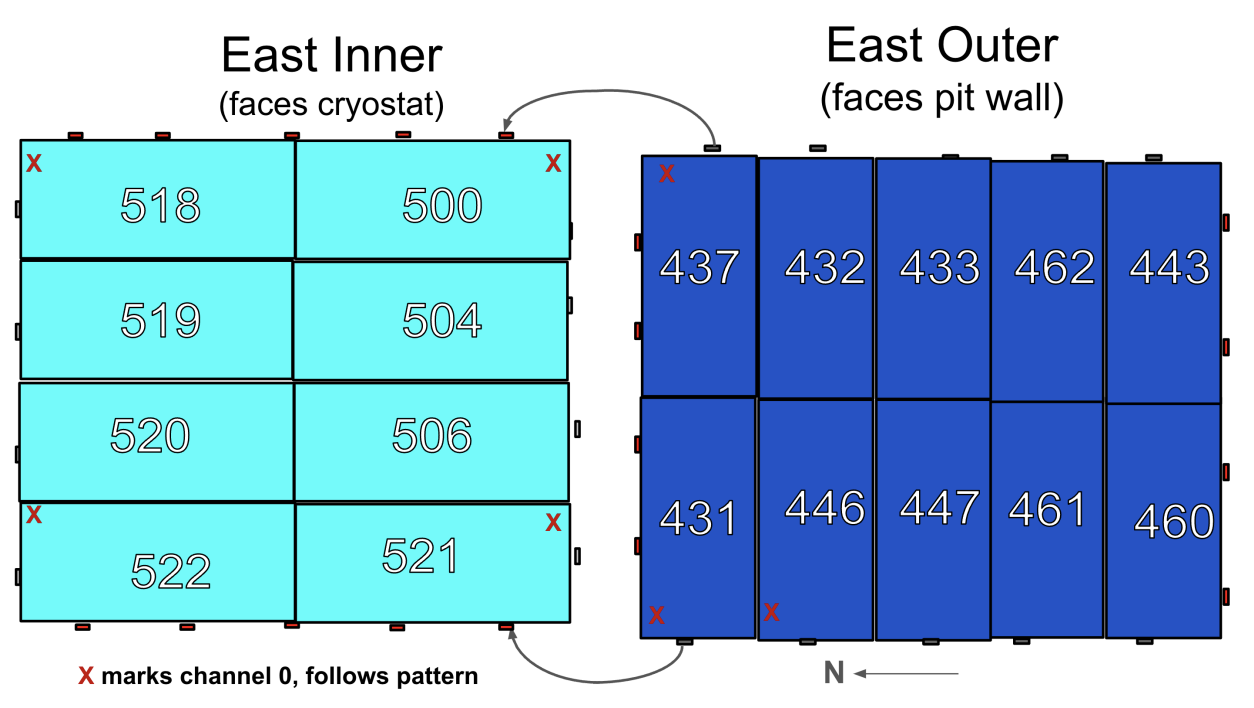 East Inner
(faces cryostat)
East Outer
(faces pit wall)
X
X
518
500
519
504
520
506
X
X
522
521
X marks channel 0, follows pattern
X
437
432
433
462
443
431
446
447
461
460
X
X
N